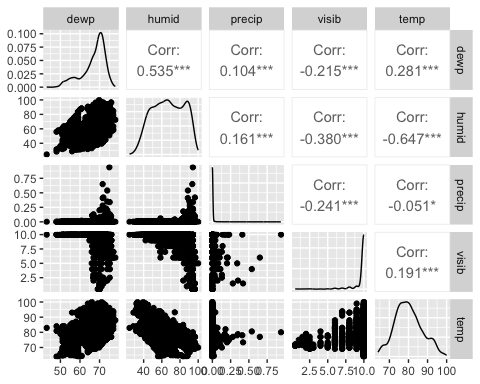 dewp humid precip visib temp
0.100
0.075
0.050
0.025
0.000
Corr:
0.535***
Corr:
0.104***
Corr:
-0.215***
Corr:
0.281***
dewp
100
80
60
40
Corr:
0.161***
Corr:
-0.380***
Corr:
-0.647***
humid
0.75
0.50
0.25
0.00
Corr:
-0.241***
Corr:
-0.051*
precip
10.0
7.5
5.0
2.5
Corr:
0.191***
visib
100
90
80
70
temp
50 60 70
40 60 80 100
0.00 0.25 0.50 0.75
2.5 5.0 7.5 10.0
70 80 90 100